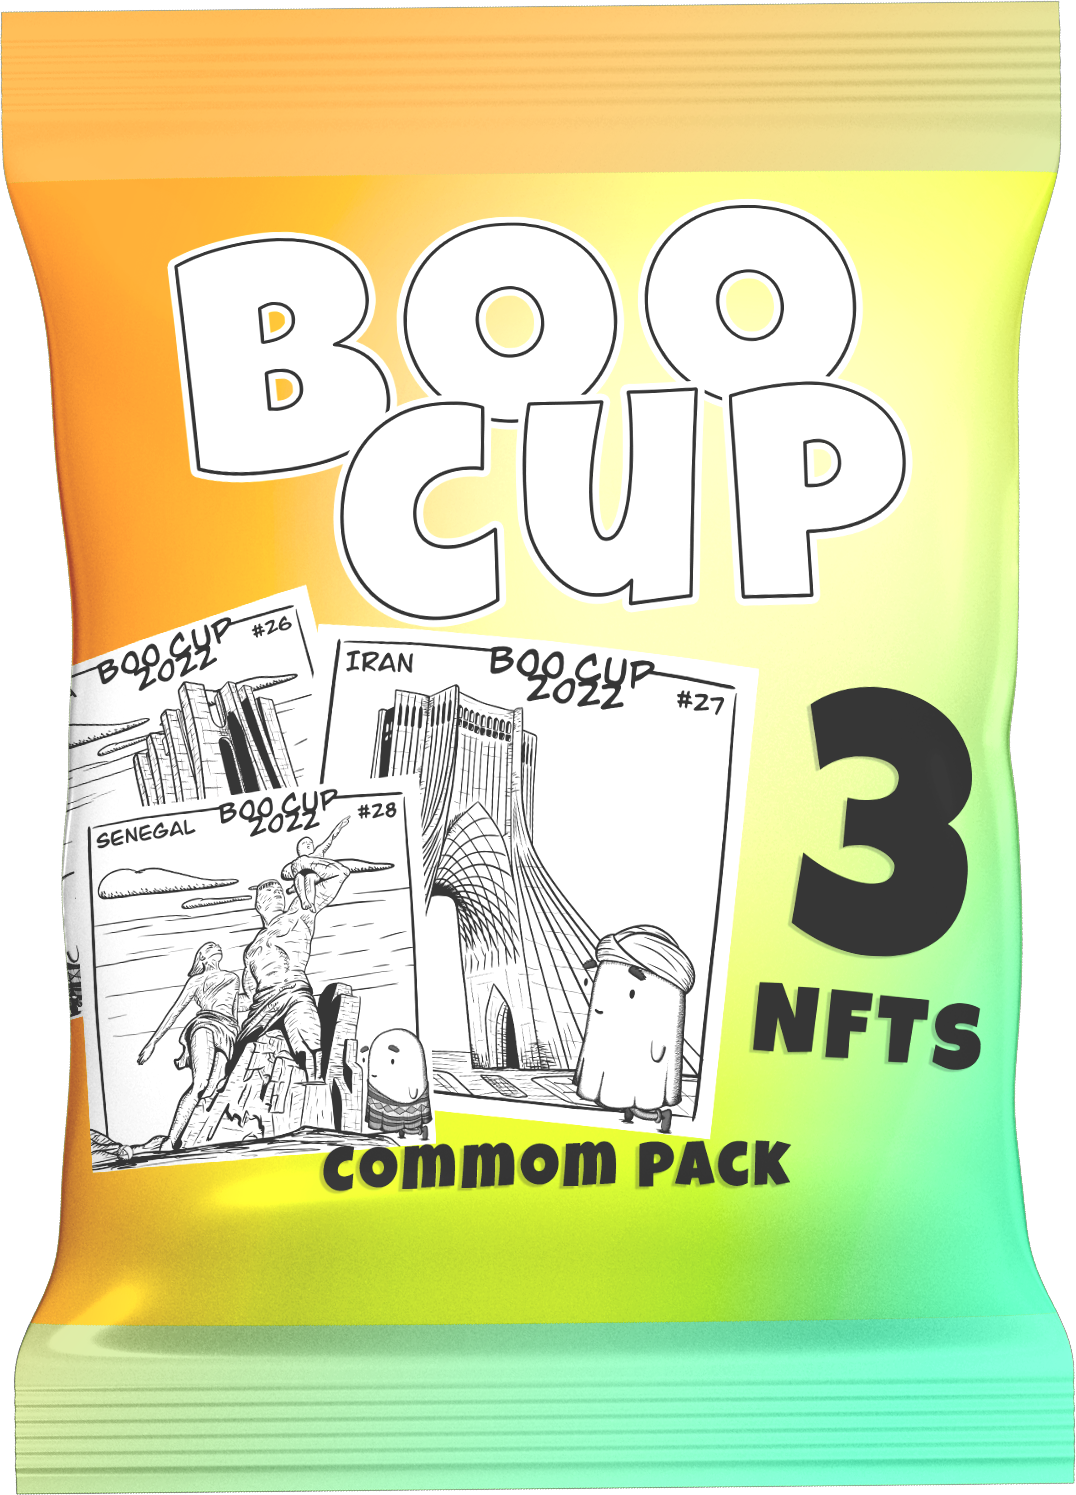 BOO
CUP
BOO CUP
2022
#26
IRAN
BOO CUP
2022
#27
SENEGAL
BOO CUP
2022
#28
3
NFTS
COMMOM PACK